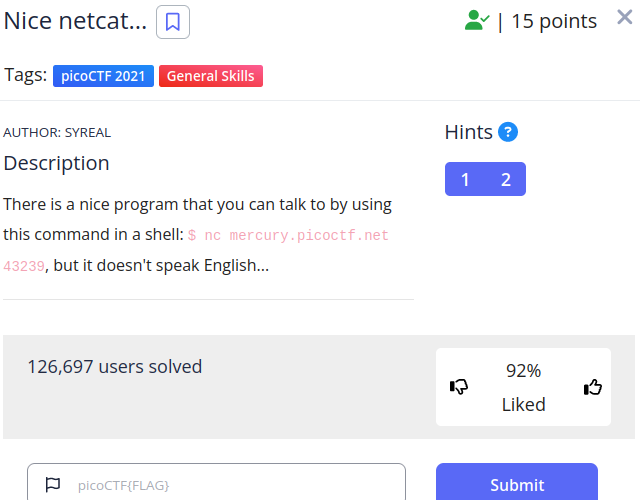 Nice netcat...
| 15 points
Tags: picoCTF 2021 General Skills
AUTHOR: SYREAL
Hints ?
Description
1 2
There is a nice program that you can talk to by using
this command in a shell: $ nc mercury.picoctf.net
43239, but it doesn't speak English...
126,697 users solved
92%
Liked
picoCTF{FLAG}
Submit